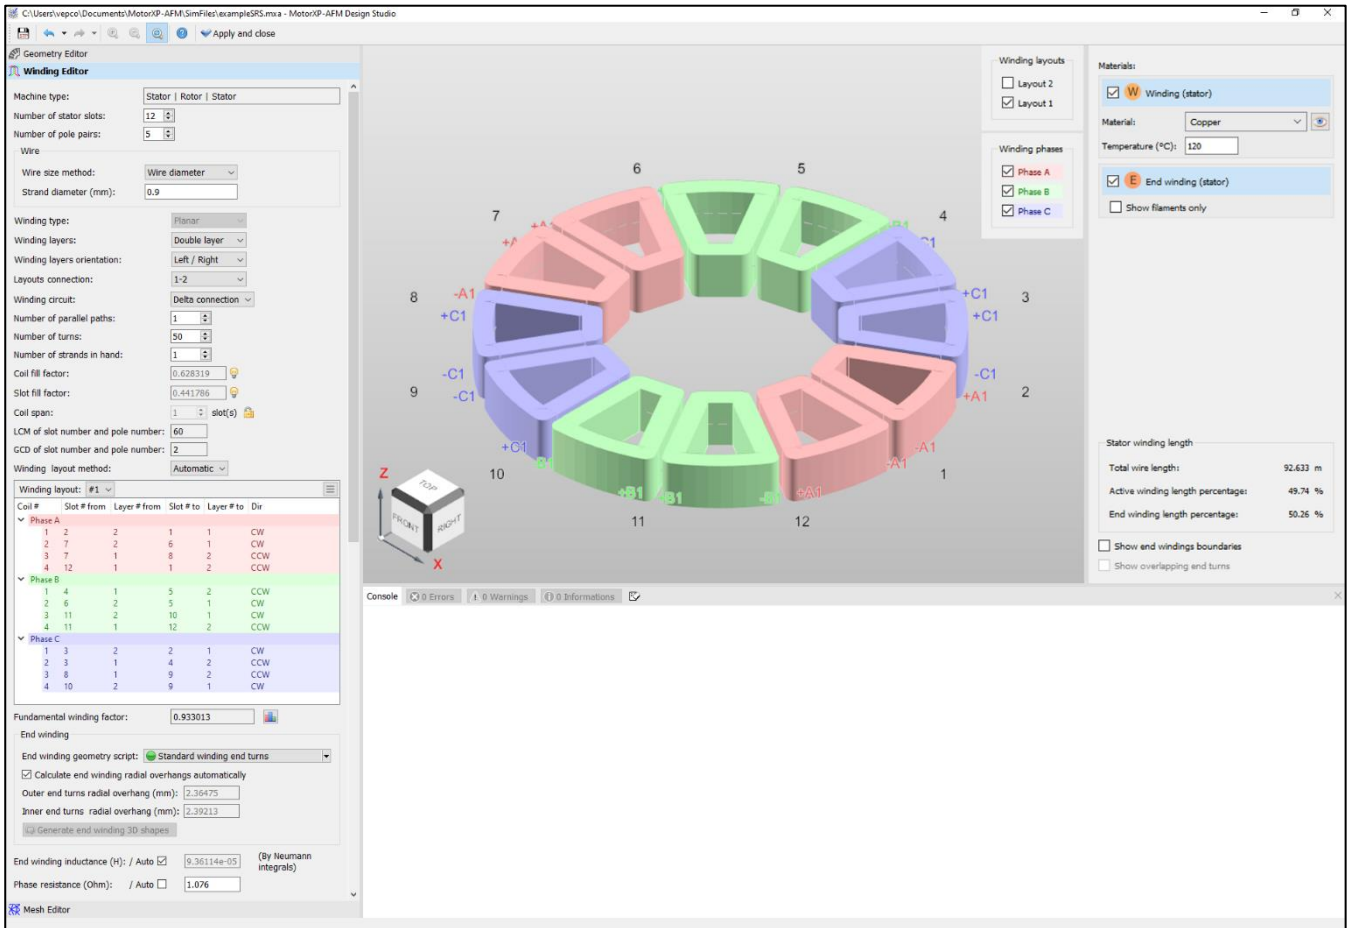 C:\Users\vepco\Documents\MotorXP-AFM\SimFiles\exampleSRS.mxa - MotorXP-AFM Design Studio
Apply and close
Geometry Editor
Winding Editor
Machine type: Stator | Rotor | Stator
Number of stator slots: 12
Number of pole pairs: 5
Wire
Wire size method: Wire diameter
Strand diameter (mm): 0.9
Winding type: Planar
Winding layers: Double layer
Winding layers orientation: Left / Right
Layouts connection: 1-2
Winding circuit: Delta connection
Number of parallel paths: 1
Number of turns: 50
Number of strands in hand: 1
Coil fill factor: 0.628319
Slot fill factor: 0.441786
Coil span: 1 slot(s)
LCM of slot number and pole number: 60
GCD of slot number and pole number: 2
Winding layout method: Automatic
Winding layout: #1
Coil # Slot # from Layer # from Slot # to Layer # to Dir
Phase A
1 2 2 1 1 CW
2 7 2 6 1 CW
3 7 1 8 2 CCW
4 12 1 1 2 CCW
Phase B
1 4 1 5 2 CCW
2 6 2 5 1 CW
3 11 2 10 1 CW
4 11 1 12 2 CCW
Phase C
1 3 2 2 1 CW
2 3 1 4 2 CCW
3 8 1 9 2 CCW
4 10 2 9 1 CW
Fundamental winding factor: 0.933013
End winding
End winding geometry script: Standard winding end turns
Calculate end winding radial overhangs automatically
Outer end turns radial overhang (mm): 2.36475
Inner end turns radial overhang (mm): 2.39213
Generate end winding 3D shapes
End winding inductance (H): / Auto 9.36114e-05 (By Neumann
integrals)
Phase resistance (Ohm): / Auto 1.076
Mesh Editor
Winding layouts
Layout 2
Layout 1
Winding phases
Phase A
Phase B
Phase C
6
5
7
4
+A1
-B1
+A
C1
8
-A1
+C1
+C1
+C1
3
-C1
-C1
9
-C1
+A1
2
+C1
-A1
B1
-A1
10
1
+B1
-B1
-B1
+A1
11
12
Z
TOP
FRONT
RIGHT
X
Console
0 Errors
0 Warnings
0 Informations
Materials:
W Winding (stator)
Material: Copper
Temperature (°C): 120
E End winding (stator)
Show filaments only
Stator winding length
Total wire length: 92.633 m
Active winding length percentage: 49.74 %
End winding length percentage: 50.26 %
Show end windings boundaries
Show overlapping end turns